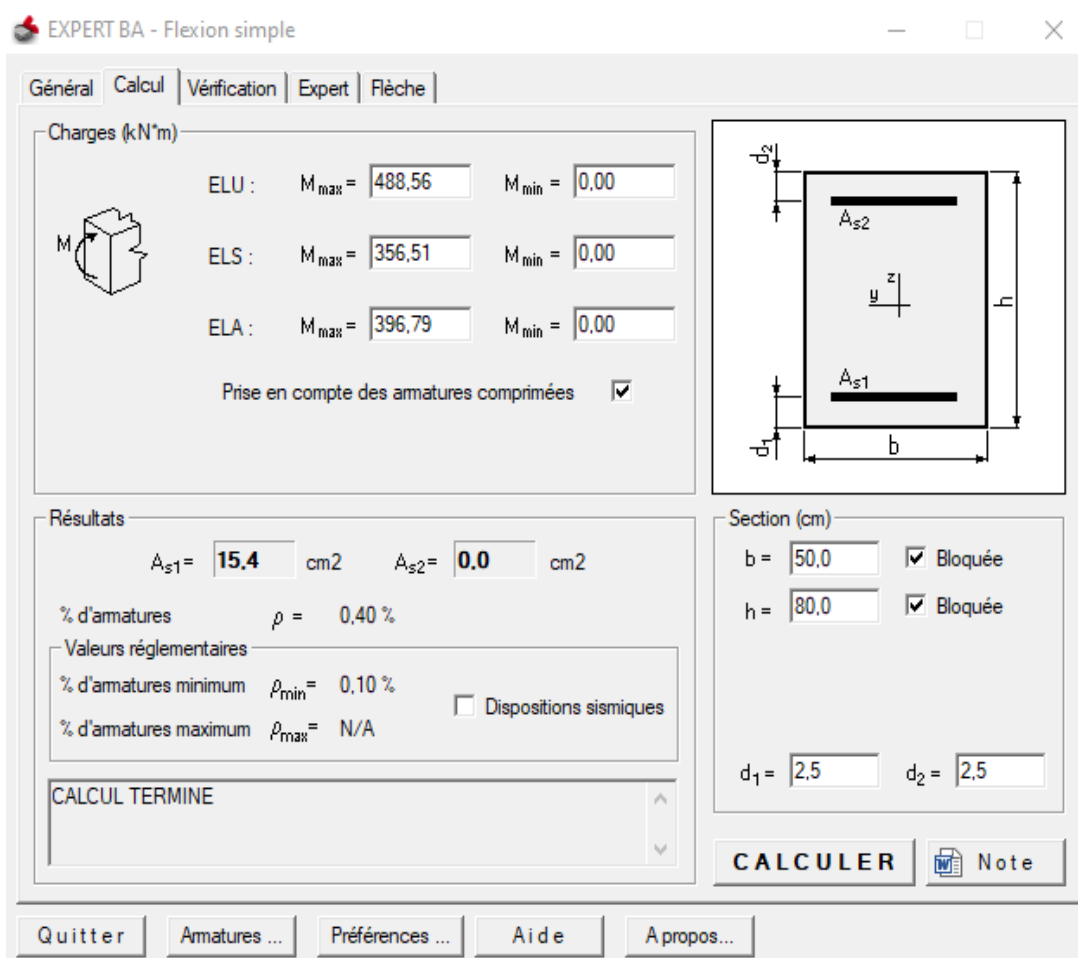 EXPERT BA - Flexion simple
Général Calcul Vérification Expert Flèche
Charges (kN*m)
ELU : M max = 488,56 M min = 0,00
M
ELS : M max = 356,51 M min = 0,00
ELA : M max = 396,79 M min = 0,00
Prise en compte des armatures comprimées
d2
As2
z
y
h
As1
d1
b
Résultats
As1= 15,4 cm2 As2= 0,0 cm2
% d'armatures ρ = 0,40 %
Valeurs réglementaires
% d'armatures minimum ρmin= 0,10 %
Dispositions sismiques
% d'armatures maximum ρmax= N/A
CALCUL TERMINE
Section (cm)
b = 50,0 Bloquée
h = 80,0 Bloquée
d1 = 2,5 d2 = 2,5
CALCULER Note
Quitter Armatures ... Préférences ... Aide A propos...